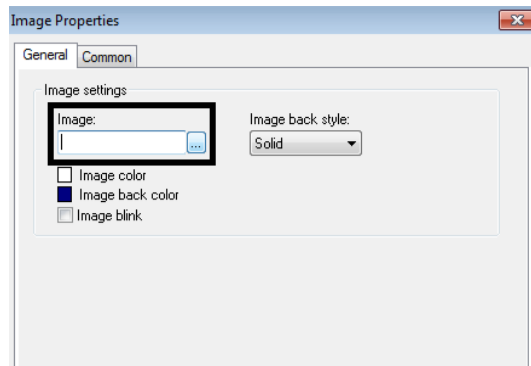 Image Properties
General Common
Image settings
Image: Image back style:
... Solid
Image color
Image back color
Image blink